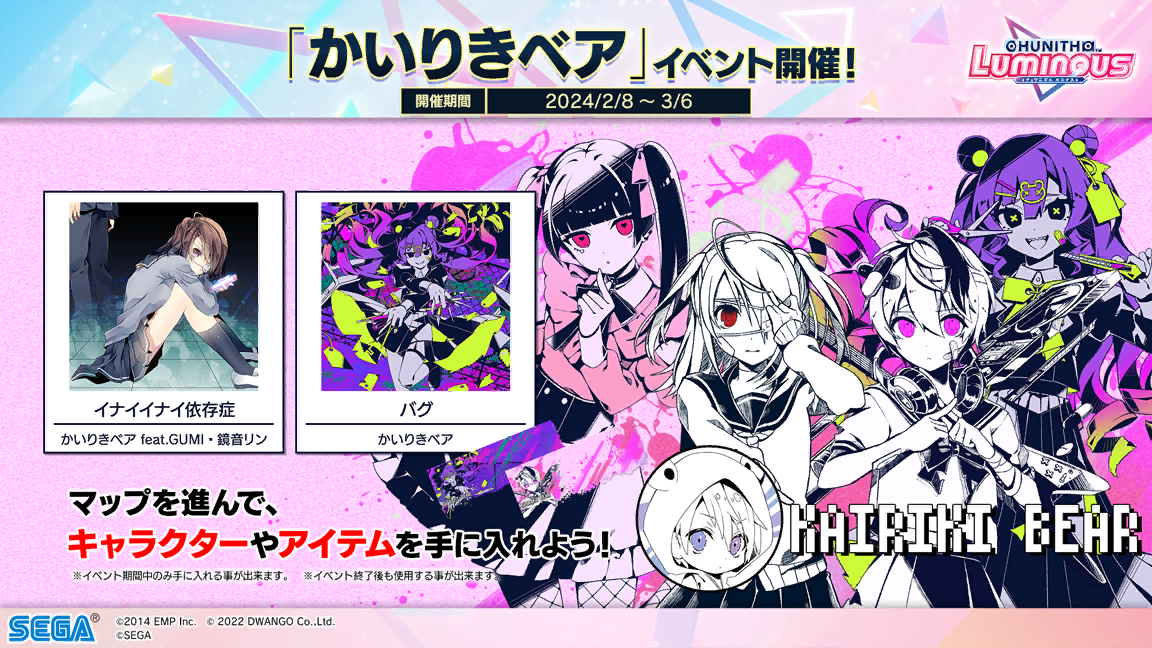 「かいりきベア」イベント開催!
開催期間 2024/2/8 ～ 3/6
CHUNITHM
LUMINOUS
イナイイナイ依存症
かいりきベア feat.GUMI・鏡音リン
バグ
かいりきベア
マップを進んで、
キャラクターやアイテムを手に入れよう!
※イベント期間中のみ手に入れる事が出来ます。 ※イベント終了後も使用する事が出来ます。
KAIRIKI BEAR
SEGA®
©2014 EMP Inc. © 2022 DWANGO Co.,Ltd.
©SEGA